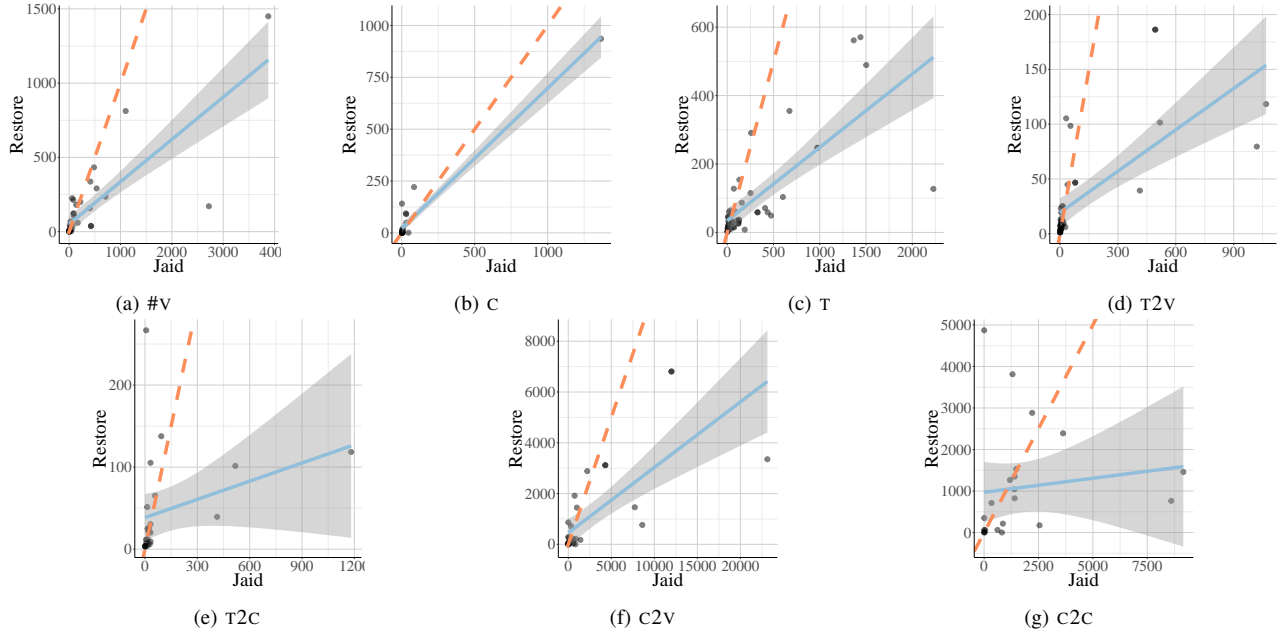 1500
1000
500
0
Restore
0 1000 2000 3000 400
Jaid
(a) #V
1000
750
500
250
0
Restore
0 500 1000
Jaid
(b) C
600
400
200
0
Restore
0 500 1000 1500 2000
Jaid
(c) T
200
150
100
50
0
Restore
0 300 600 900
Jaid
(d) T2V
200
100
0
Restore
0 300 600 900 120
Jaid
(e) T2C
8000
6000
4000
2000
0
Restore
0 5000 10000 15000 20000
Jaid
(f) C2V
5000
4000
3000
2000
1000
0
Restore
0 2500 5000 7500
Jaid
(g) C2C